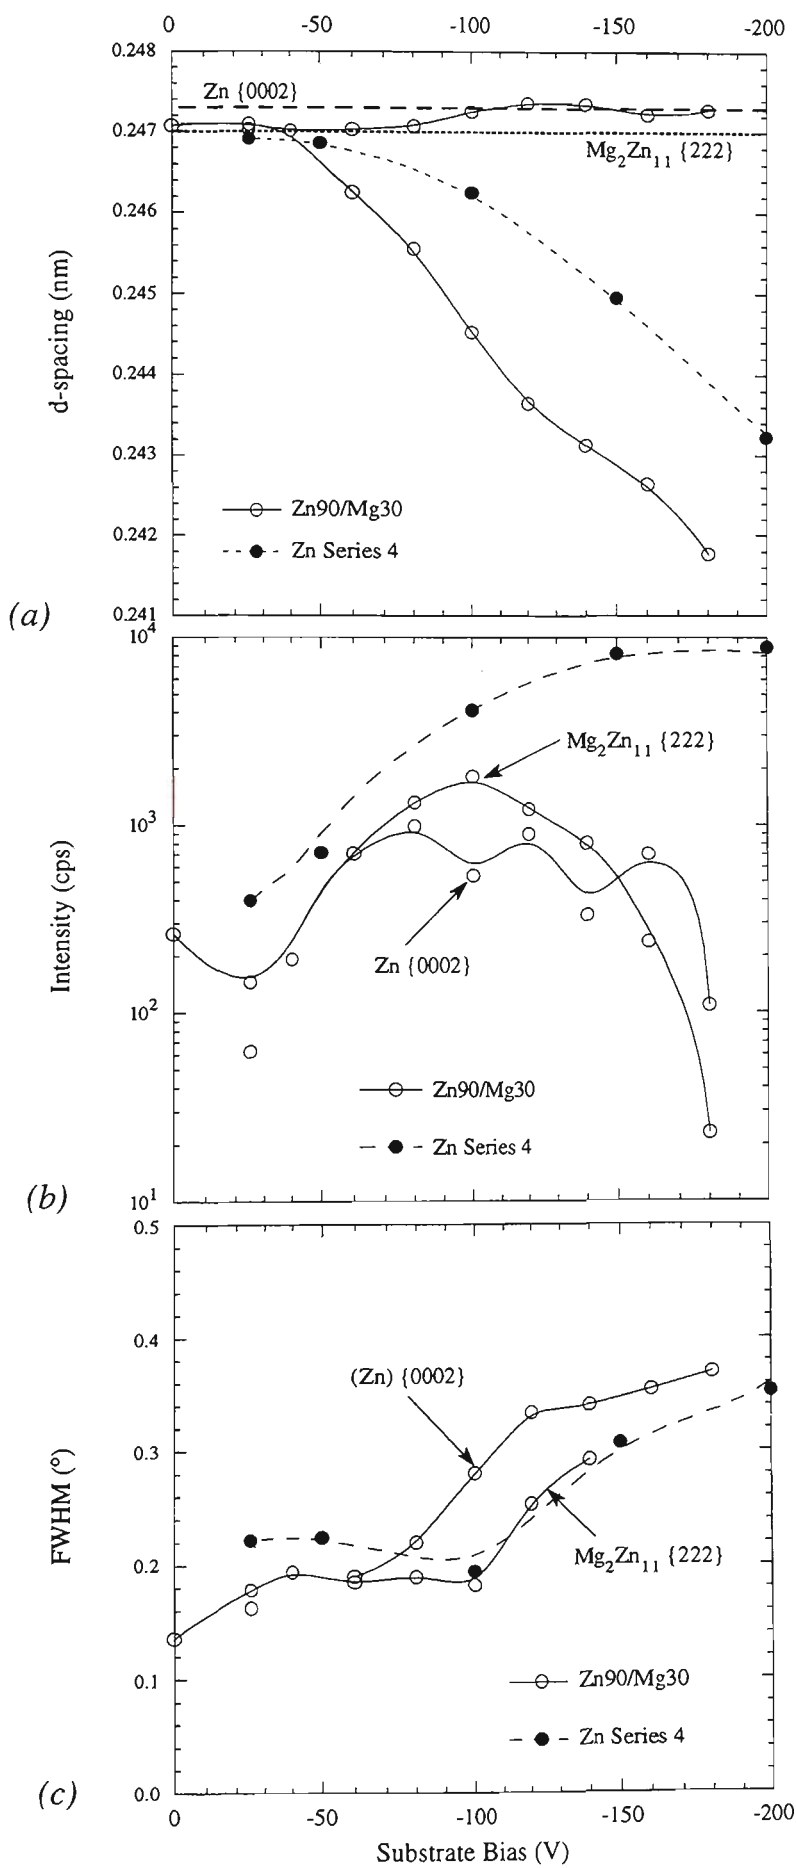 0 -50 -100 -150 -200
0.248
Zn {0002}
0.247
Mg2Zn11 {222}
0.246
0.245
d-spacing (nm)
0.244
0.243
Zn90/Mg30
0.242
Zn Series 4
(a)
0.241
10^4
Mg2Zn11 {222}
10^3
Intensity (cps)
Zn {0002}
10^2
Zn90/Mg30
Zn Series 4
(b)
10^1
0.5
0.4
(Zn) {0002}
0.3
FWHM (°)
Mg2Zn11 {222}
0.2
0.1
Zn90/Mg30
Zn Series 4
(c)
0.0
0 -50 -100 -150 -200
Substrate Bias (V)